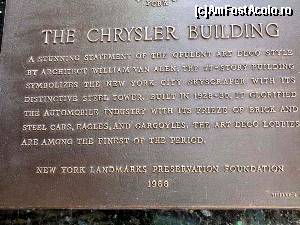 (c)AmFostAcolo.ro
THE CHRYSLER BUILDING
A STUNNING STATEMENT OF THE OPULENT ART DECO STYLE
BY ARCHITECT WILLIAM VAN ALEN, THE 77-STORY BUILDING
SYMBOLIZES THE NEW YORK CITY SKYSCRAPER WITH ITS
DISTINCTIVE STEEL TOWER. BUILT IN 1928-30, IT GLORIFIED
THE AUTOMOBILE INDUSTRY WITH ITS FRIEZE OF BRICK AND
STEEL CARS, EAGLES, AND GARGOYLES. THE ART DECO LOBBIES
ARE AMONG THE FINEST OF THE PERIOD.
NEW YORK LANDMARKS PRESERVATION FOUNDATION
1988